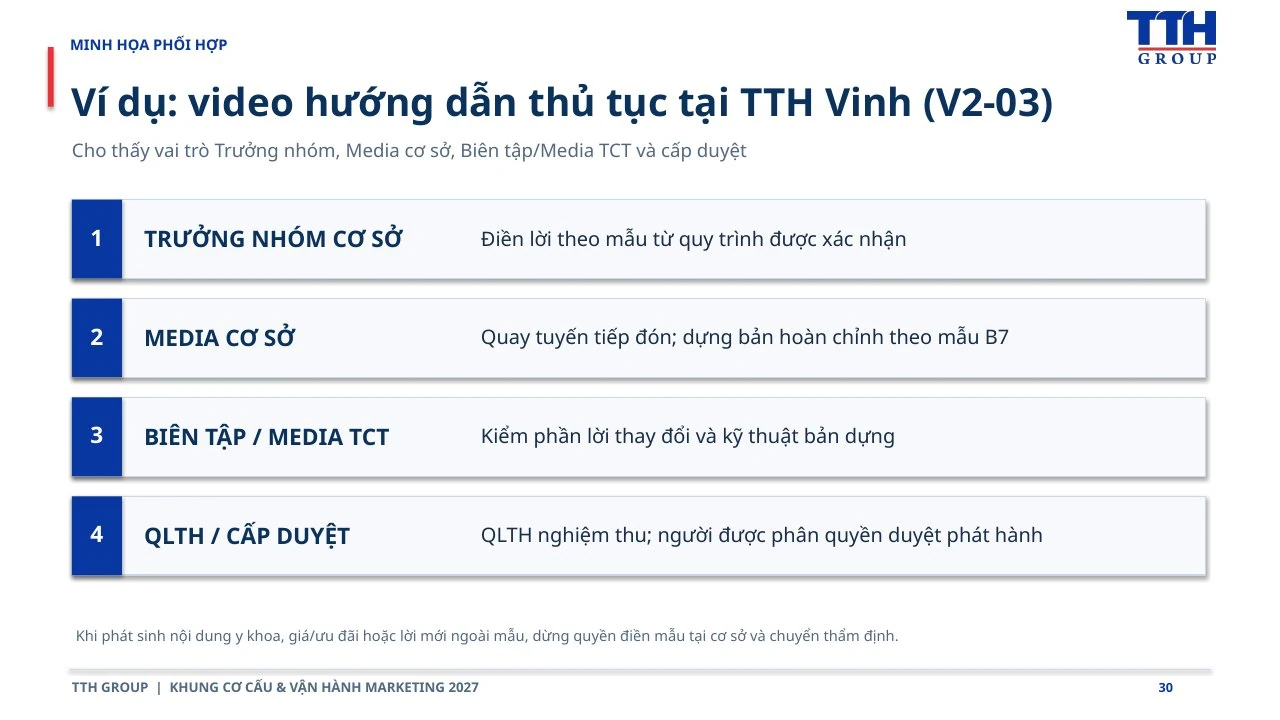 MINH HỌA PHỐI HỢP
TTH
GROUP
Ví dụ: video hướng dẫn thủ tục tại TTH Vinh (V2-03)
Cho thấy vai trò Trưởng nhóm, Media cơ sở, Biên tập/Media TCT và cấp duyệt
1
TRƯỞNG NHÓM CƠ SỞ
Điền lời theo mẫu từ quy trình được xác nhận
2
MEDIA CƠ SỞ
Quay tuyến tiếp đón; dựng bản hoàn chỉnh theo mẫu B7
3
BIÊN TẬP / MEDIA TCT
Kiểm phần lời thay đổi và kỹ thuật bản dựng
4
QLTH / CẤP DUYỆT
QLTH nghiệm thu; người được phân quyền duyệt phát hành
Khi phát sinh nội dung y khoa, giá/ưu đãi hoặc lời mới ngoài mẫu, dừng quyền điền mẫu tại cơ sở và chuyển thẩm định.
TTH GROUP | KHUNG CƠ CẤU & VẬN HÀNH MARKETING 2027
30